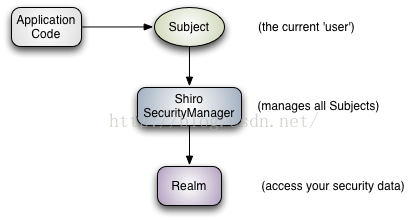 Application
Code
Subject
(the current 'user')
Shiro
SecurityManager
(manages all Subjects)
Realm
(access your security data)